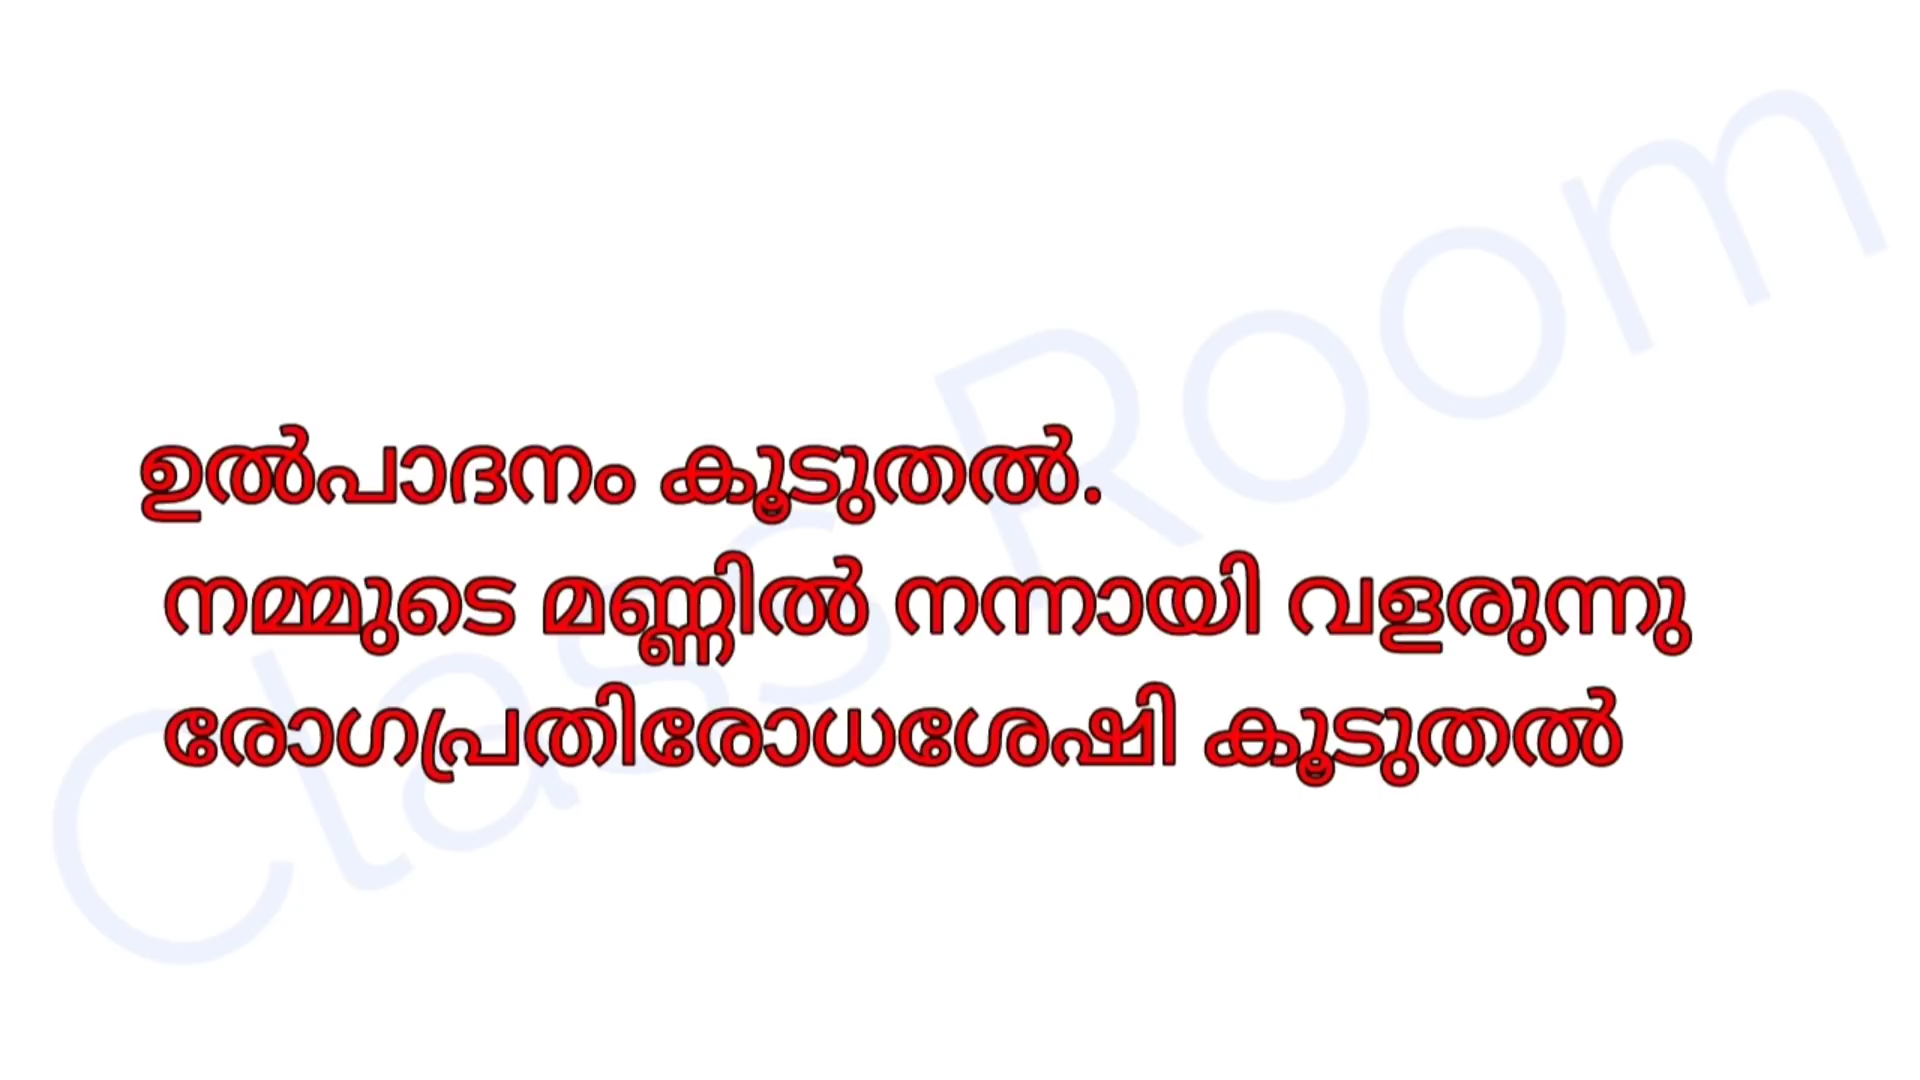 ഉൽപാദനം കൂടുതൽ.
നമ്മുടെ മണ്ണിൽ നന്നായി വളരുന്നു
രോഗപ്രതിരോധശേഷി കൂടുതൽ
Class Room